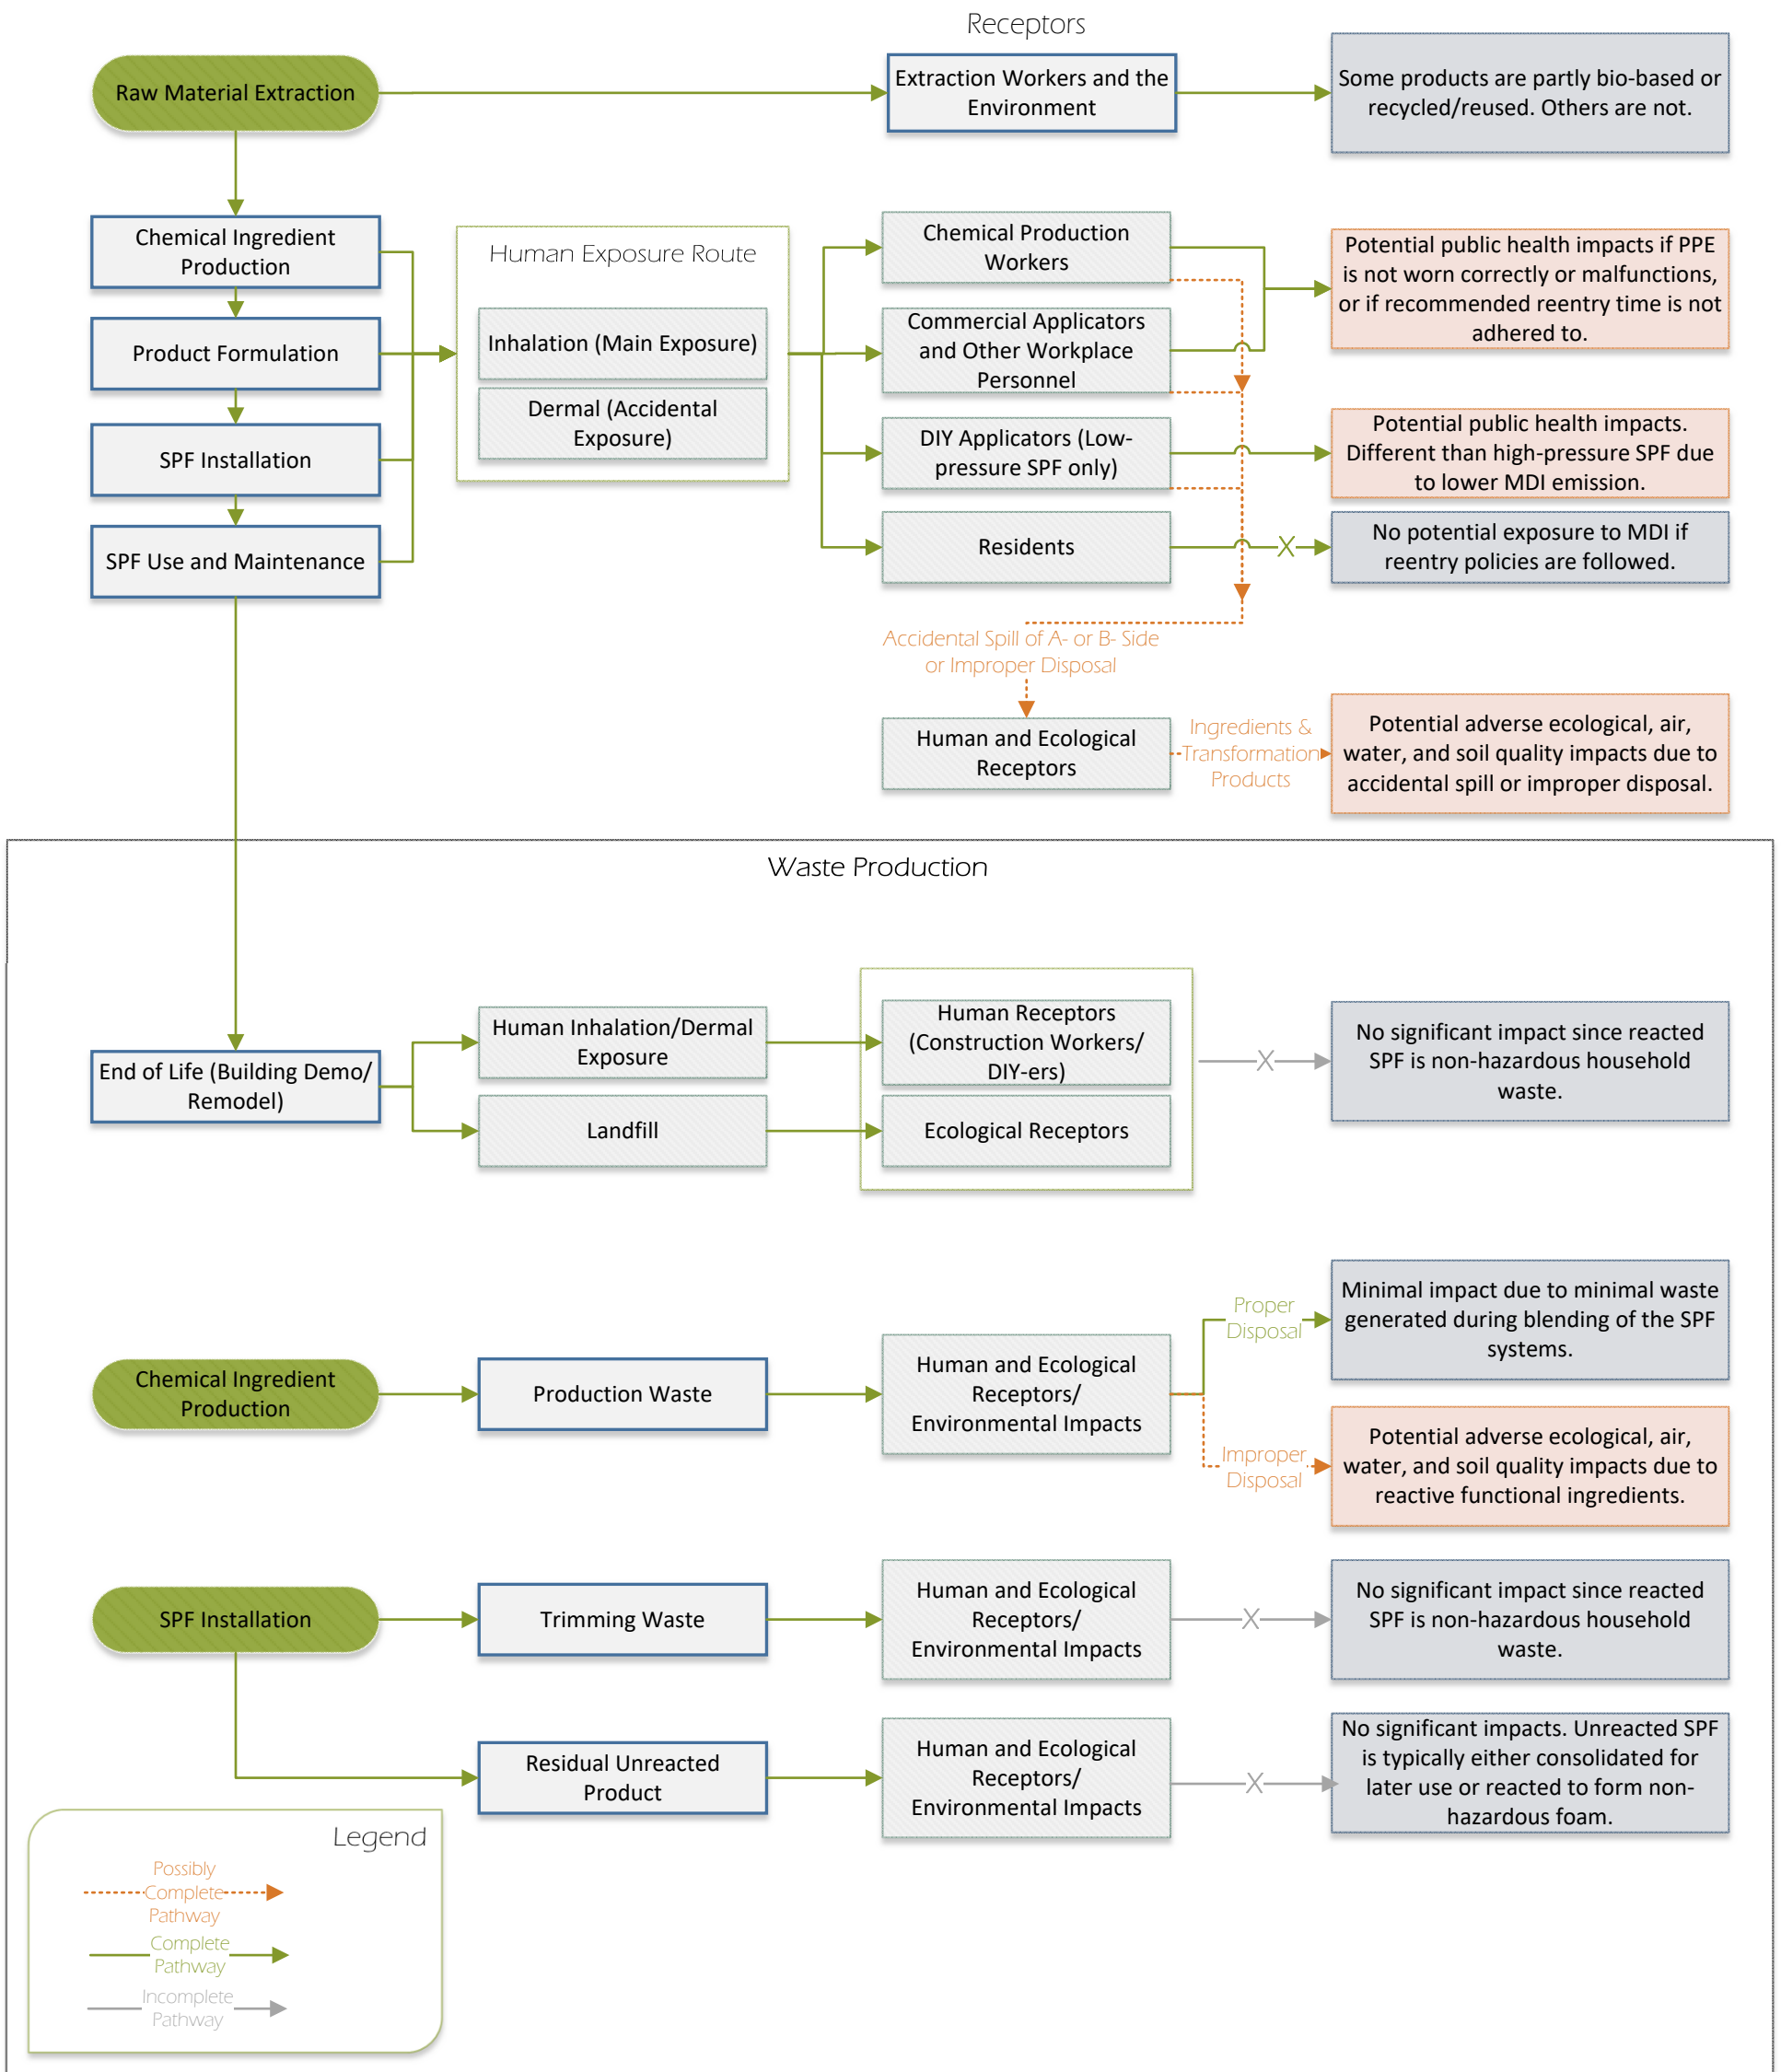 Receptors
Raw Material Extraction
Extraction Workers and the
Environment
Some products are partly bio-based or
recycled/reused. Others are not.
Chemical Ingredient
Production
Product Formulation
SPF Installation
SPF Use and Maintenance
Human Exposure Route
Inhalation (Main Exposure)
Dermal (Accidental
Exposure)
Chemical Production
Workers
Commercial Applicators
and Other Workplace
Personnel
DIY Applicators (Low-
pressure SPF only)
Residents
Potential public health impacts if PPE
is not worn correctly or malfunctions,
or if recommended reentry time is not
adhered to.
Potential public health impacts.
Different than high-pressure SPF due
to lower MDI emission.
X
No potential exposure to MDI if
reentry policies are followed.
Accidental Spill of A- or B- Side
or Improper Disposal
Human and Ecological
Receptors
Ingredients &
Transformation
Products
Potential adverse ecological, air,
water, and soil quality impacts due to
accidental spill or improper disposal.
Waste Production
End of Life (Building Demo/
Remodel)
Human Inhalation/Dermal
Exposure
Landfill
Human Receptors
(Construction Workers/
DIY-ers)
Ecological Receptors
X
No significant impact since reacted
SPF is non-hazardous household
waste.
Chemical Ingredient
Production
Production Waste
Human and Ecological
Receptors/
Environmental Impacts
Proper
Disposal
Minimal impact due to minimal waste
generated during blending of the SPF
systems.
Improper
Disposal
Potential adverse ecological, air,
water, and soil quality impacts due to
reactive functional ingredients.
SPF Installation
Trimming Waste
Human and Ecological
Receptors/
Environmental Impacts
X
No significant impact since reacted
SPF is non-hazardous household
waste.
Residual Unreacted
Product
Human and Ecological
Receptors/
Environmental Impacts
X
No significant impacts. Unreacted SPF
is typically either consolidated for
later use or reacted to form non-
hazardous foam.
Legend
Possibly
Complete
Pathway
Complete
Pathway
Incomplete
Pathway